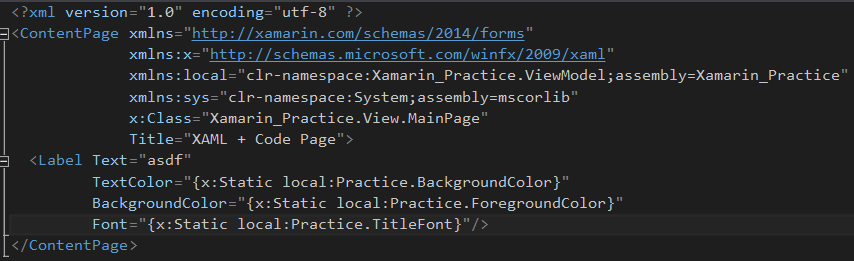 <?xml version="1.0" encoding="utf-8" ?>
<ContentPage xmlns="http://xamarin.com/schemas/2014/forms"
             xmlns:x="http://schemas.microsoft.com/winfx/2009/xaml"
             xmlns:local="clr-namespace:Xamarin_Practice.ViewModel;assembly=Xamarin_Practice"
             xmlns:sys="clr-namespace:System;assembly=mscorlib"
             x:Class="Xamarin_Practice.View.MainPage"
             Title="XAML + Code Page">
  <Label Text="asdf"
         TextColor="{x:Static local:Practice.BackgroundColor}"
         BackgroundColor="{x:Static local:Practice.ForegroundColor}"
         Font="{x:Static local:Practice.TitleFont}"/>
</ContentPage>